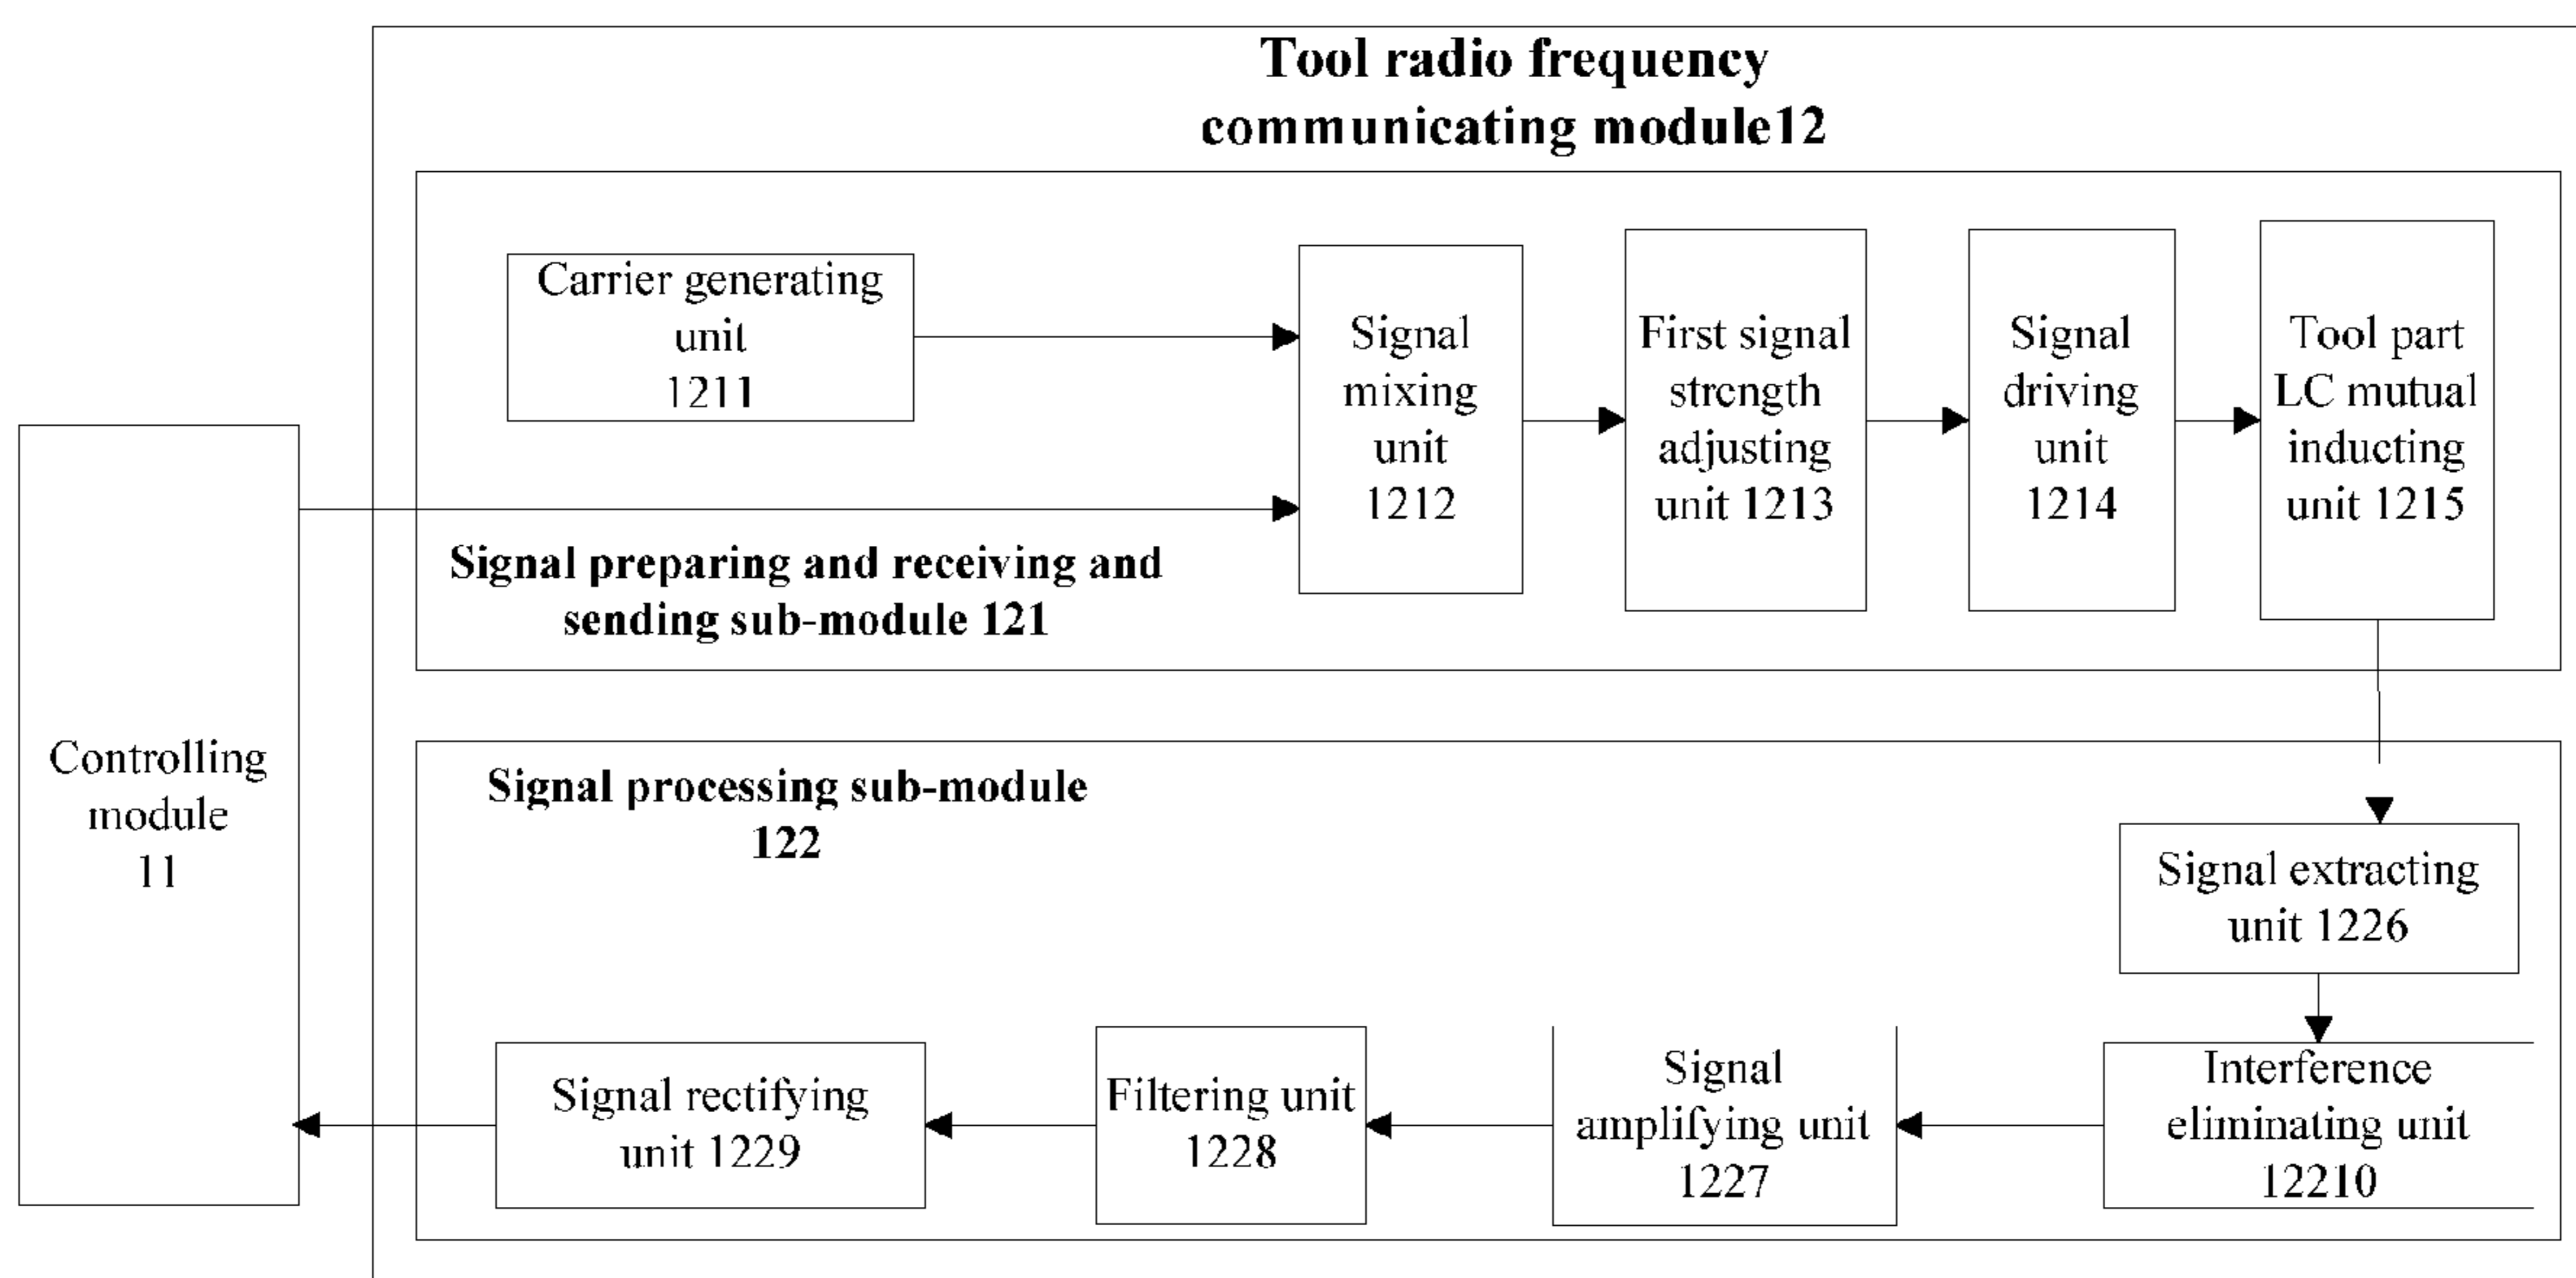 Tool radio frequency
communicating module12
Carrier generating
unit
1211
Signal
mixing
unit
1212
First signal
strength
adjusting
unit 1213
Signal
driving
unit
1214
Tool part
LC mutual
inducting
unit 1215
Signal preparing and receiving and
sending sub-module 121
Controlling
module
11
Signal processing sub-module
122
Signal extracting
unit 1226
Signal rectifying
unit 1229
Filtering unit
1228
Signal
amplifying unit
1227
Interference
eliminating unit
12210